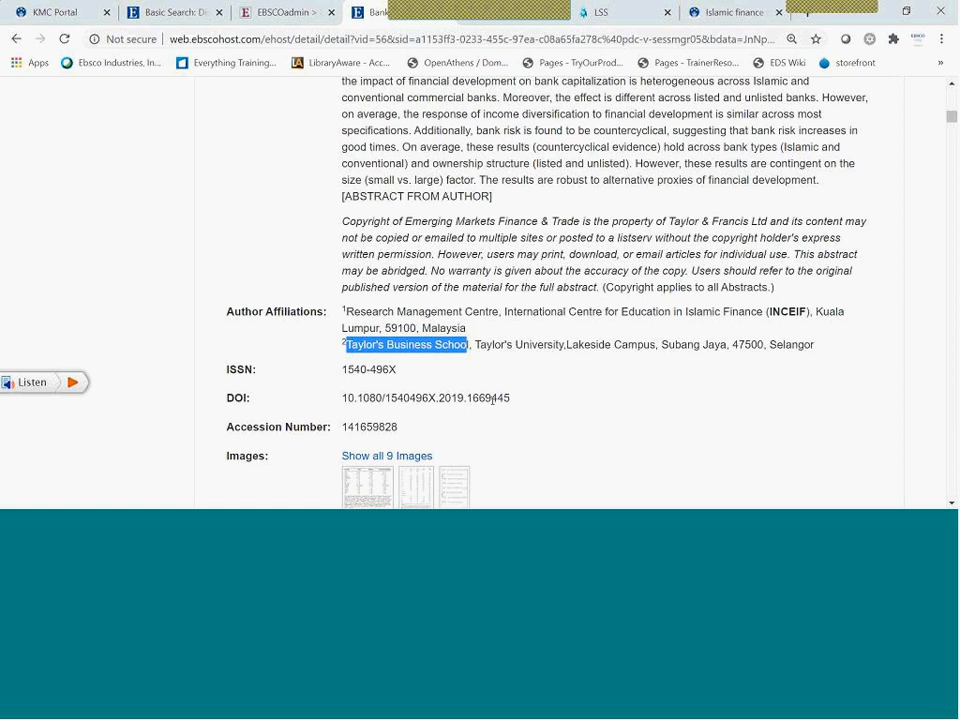 KMC Portal
Basic Search: Di
EBSCOadmin >
Bank
LSS
Islamic finance
Not secure
web.ebscohost.com/ehost/detail/detail?vid=56&sid=a1153ff3-0233-455c-97ea-c08a65fa278c%40pdc-v-sessmgr05&bdata=JnNp...
Apps
Ebsco Industries, In...
Everything Training...
LibraryAware - Acc...
OpenAthens / Dom...
Pages - TryOurProd...
Pages - TrainerReso...
EDS Wiki
storefront
»
the impact of financial development on bank capitalization is heterogeneous across Islamic and
conventional commercial banks. Moreover, the effect is different across listed and unlisted banks. However,
on average, the response of income diversification to financial development is similar across most
specifications. Additionally, bank risk is found to be countercyclical, suggesting that bank risk increases in
good times. On average, these results (countercyclical evidence) hold across bank types (Islamic and
conventional) and ownership structure (listed and unlisted). However, these results are contingent on the
size (small vs. large) factor. The results are robust to alternative proxies of financial development.
[ABSTRACT FROM AUTHOR]
Copyright of Emerging Markets Finance & Trade is the property of Taylor & Francis Ltd and its content may
not be copied or emailed to multiple sites or posted to a listserv without the copyright holder's express
written permission. However, users may print, download, or email articles for individual use. This abstract
may be abridged. No warranty is given about the accuracy of the copy. Users should refer to the original
published version of the material for the full abstract. (Copyright applies to all Abstracts.)
Author Affiliations:
1Research Management Centre, International Centre for Education in Islamic Finance (INCEIF), Kuala
Lumpur, 59100, Malaysia
2Taylor's Business School, Taylor's University,Lakeside Campus, Subang Jaya, 47500, Selangor
Listen
ISSN: 1540-496X
DOI: 10.1080/1540496X.2019.1669445
Accession Number: 141659828
Images: Show all 9 Images